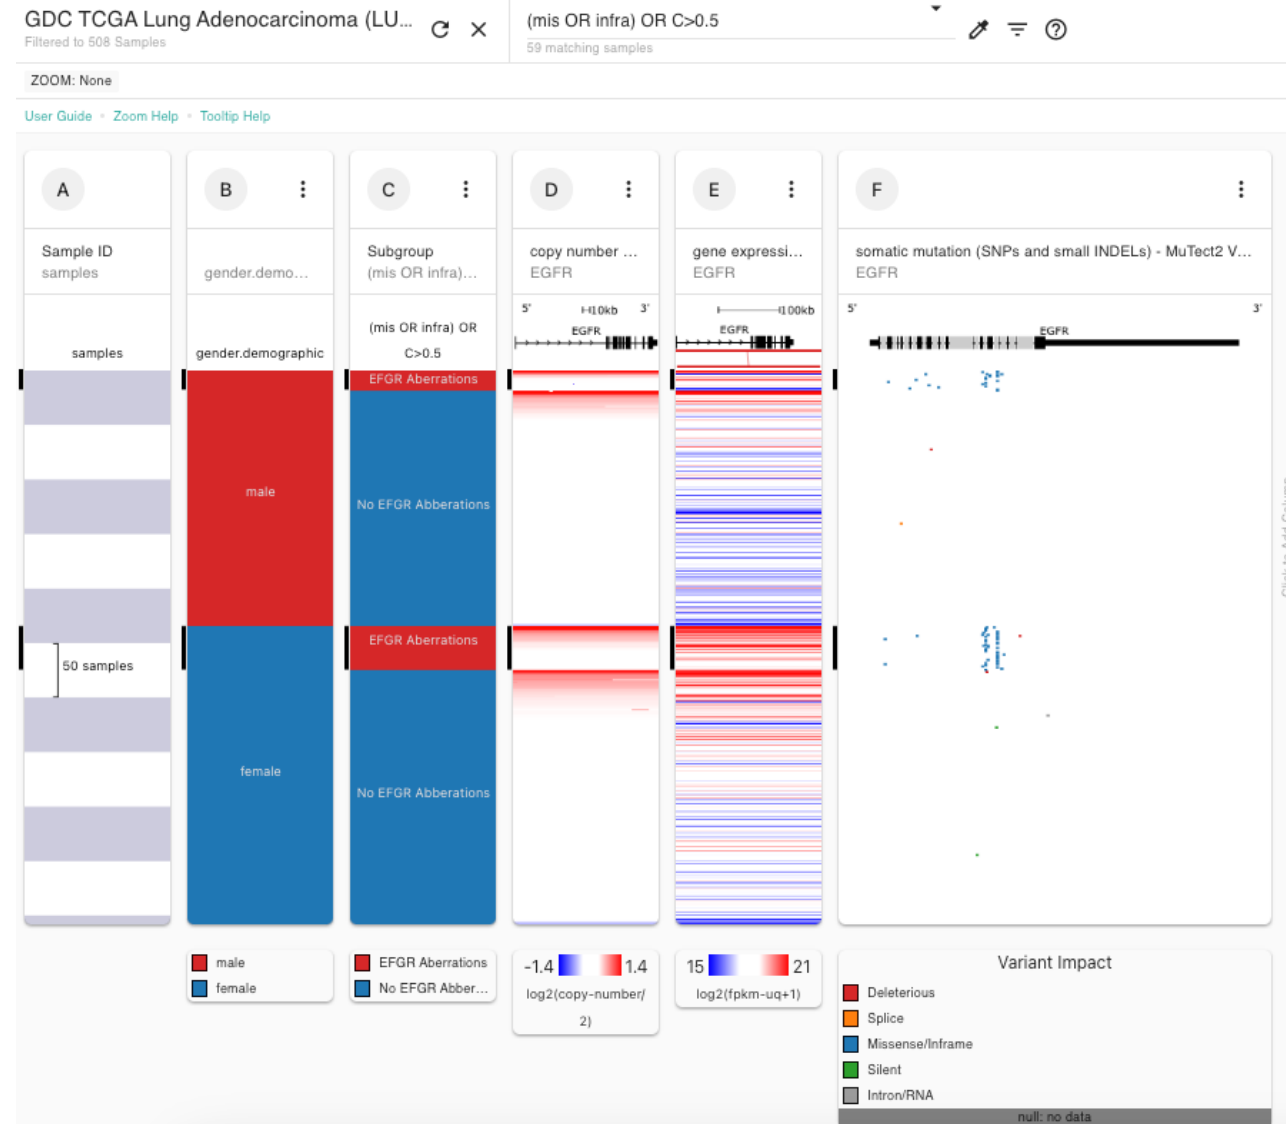 GDC TCGA Lung Adenocarcinoma (LU...
Filtered to 508 Samples
(mis OR infra) OR C>0.5
59 matching samples
ZOOM: None
User Guide • Zoom Help • Tooltip Help
A
B
C
D
E
F
Sample ID
samples
gender.demo...
Subgroup
(mis OR infra)...
copy number ...
EGFR
gene expressi...
EGFR
somatic mutation (SNPs and small INDELs) - MuTect2 V...
EGFR
samples
gender.demographic
(mis OR infra) OR
C>0.5
5' 10kb 3'
EGFR
100kb
EGFR
5' 3'
EGFR
50 samples
male
female
EFGR Aberrations
No EFGR Abberations
EFGR Aberrations
No EFGR Abberations
Click to Add Column
male
female
EFGR Aberrations
No EFGR Abber...
-1.4 1.4
log2(copy-number/
2)
15 21
log2(fpkm-uq+1)
Variant Impact
Deleterious
Splice
Missense/Inframe
Silent
Intron/RNA
null: no data